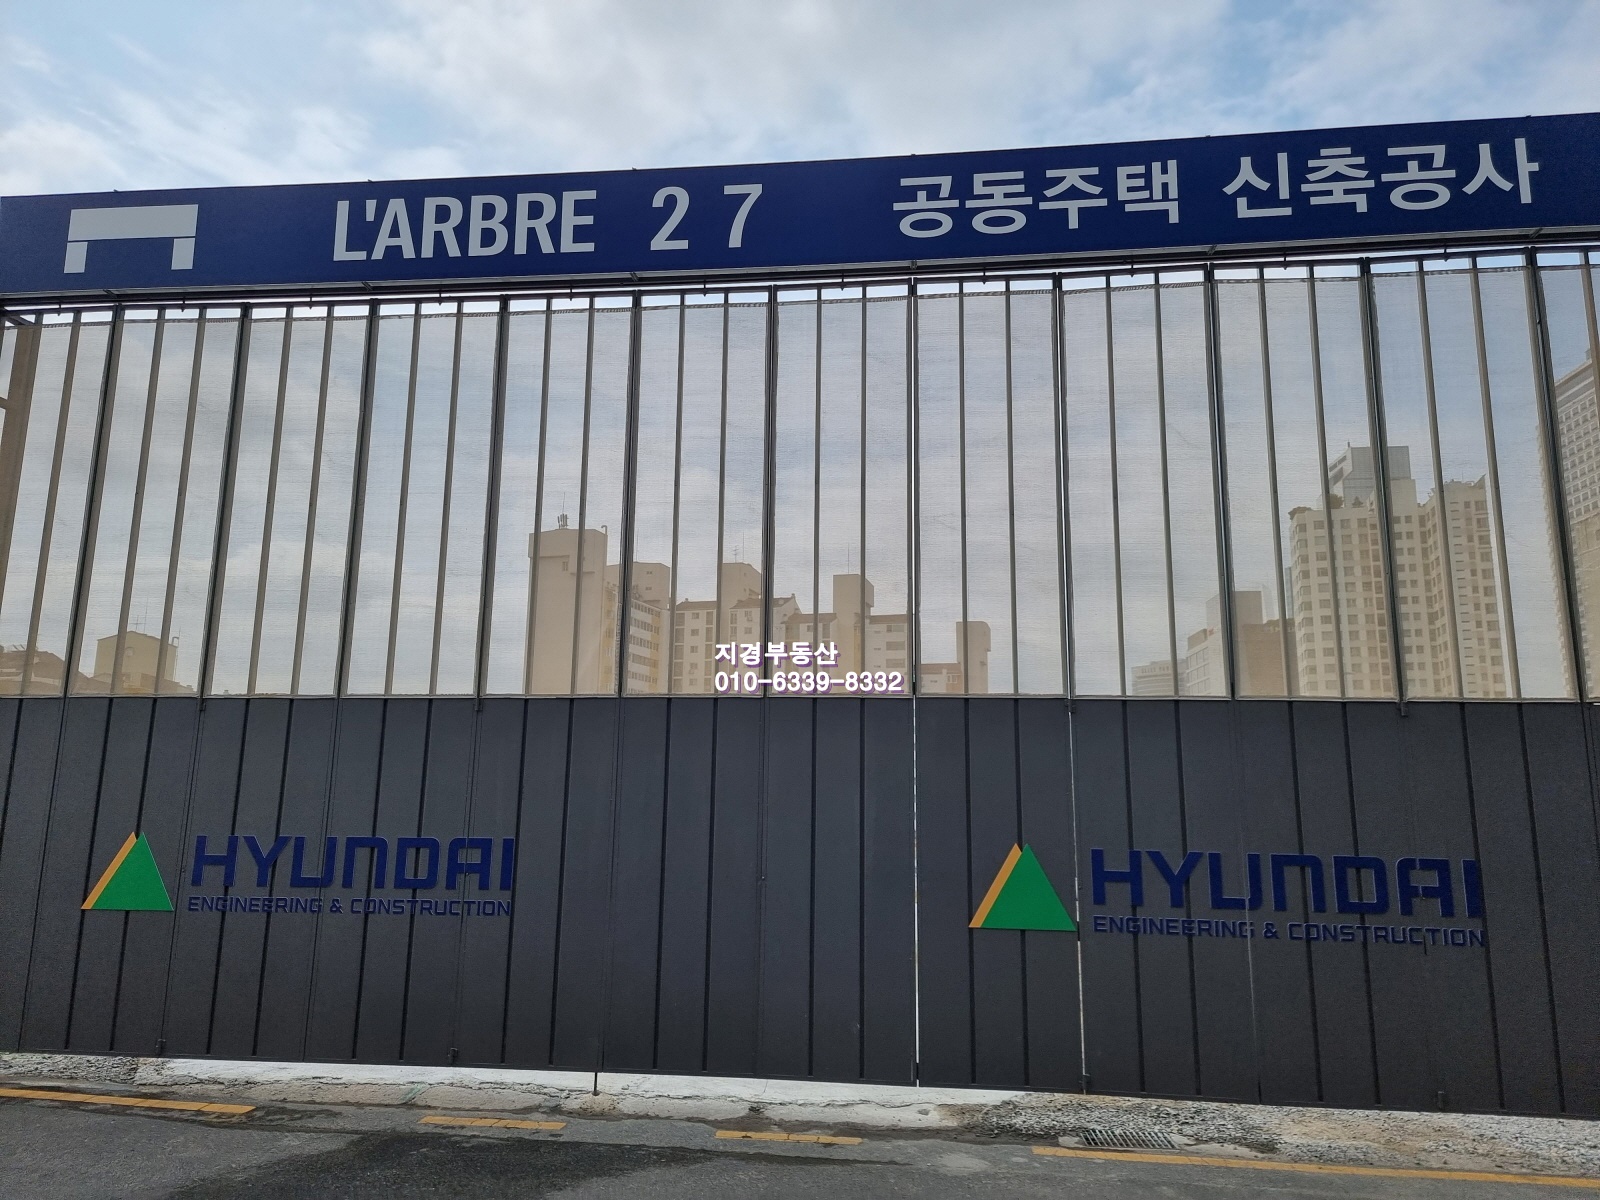 L'ARBRE 27 공동주택 신축공사
지경부동산
010-6339-8332
HYUNDAI
ENGINEERING & CONSTRUCTION
HYUNDAI
ENGINEERING & CONSTRUCTION